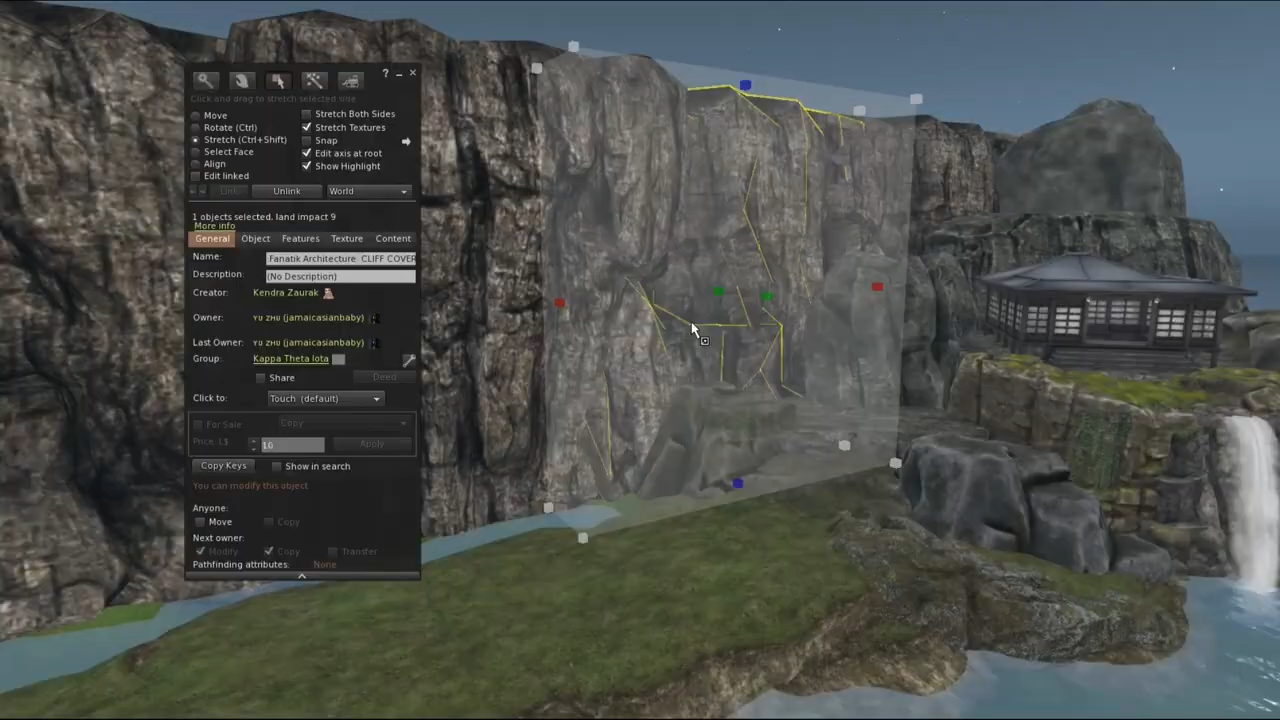 ? _ ×
Click and drag to stretch selected side
Move
Rotate (Ctrl)
Stretch (Ctrl+Shift)
Select Face
Align
Edit linked
Stretch Both Sides
Stretch Textures
Snap
Edit axis at root
Show Highlight
Link
Unlink
World
1 objects selected, land impact 9
More info
General Object Features Texture Content
Name: Fanatik Architecture CLIFF COVER
Description: (No Description)
Creator: Kendra Zaurak
Owner: YU ZHU (jamaicasianbaby)
Last Owner: YU ZHU (jamaicasianbaby)
Group: Kappa Theta Iota
Share Deed
Click to: Touch (default)
For Sale Copy
Price: L$ 10 Apply
Copy Keys Show in search
You can modify this object
Anyone:
Move Copy
Next owner:
Modify Copy Transfer
Pathfinding attributes: None